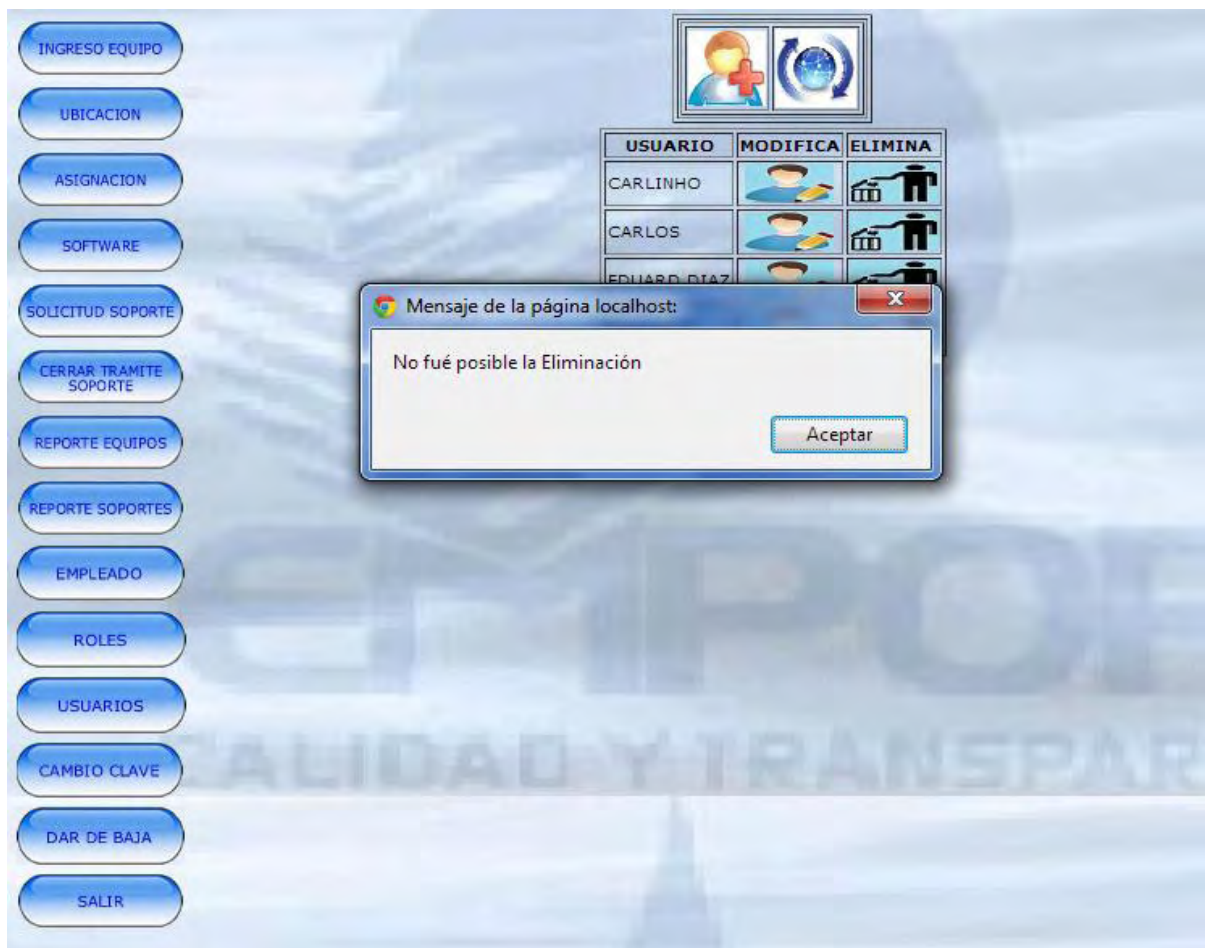 INGRESO EQUIPO
UBICACION
ASIGNACION
SOFTWARE
SOLICITUD SOPORTE
CERRAR TRAMITE
SOPORTE
REPORTE EQUIPOS
REPORTE SOPORTES
EMPLEADO
ROLES
USUARIOS
CAMBIO CLAVE
DAR DE BAJA
SALIR
USUARIO MODIFICA ELIMINA
CARLINHO
CARLOS
EDUARD DIAZ
Mensaje de la página localhost:
No fué posible la Eliminación
Aceptar
CALIDAD Y TRANSPAR